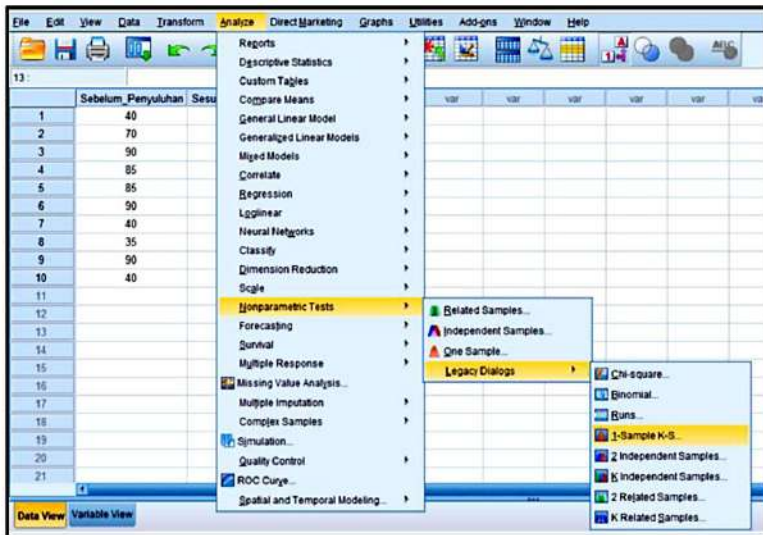 File Edit View Data Transform Analyze Direct Marketing Graphs Utilities Add-ons Window Help
13 :
Sebelum_Penyuluhan Sesu
var var var var var va
1 40
2 70
3 90
4 85
5 85
6 90
7 40
8 35
9 90
10 40
11
12
13
14
15
16
17
18
19
20
21
Reports
Descriptive Statistics
Custom Tables
Compare Means
General Linear Model
Generalized Linear Models
Mixed Models
Correlate
Regression
Loglinear
Neural Networks
Classify
Dimension Reduction
Scale
Nonparametric Tests
Forecasting
Survival
Multiple Response
Missing Value Analysis...
Multiple Imputation
Complex Samples
Simulation...
Quality Control
ROC Curve...
Spatial and Temporal Modeling...
Related Samples...
Independent Samples...
One Sample...
Legacy Dialogs
Chi-square...
Binomial...
Runs...
1-Sample K-S...
2 Independent Samples...
K Independent Samples...
2 Related Samples...
K Related Samples...
Data View Variable View